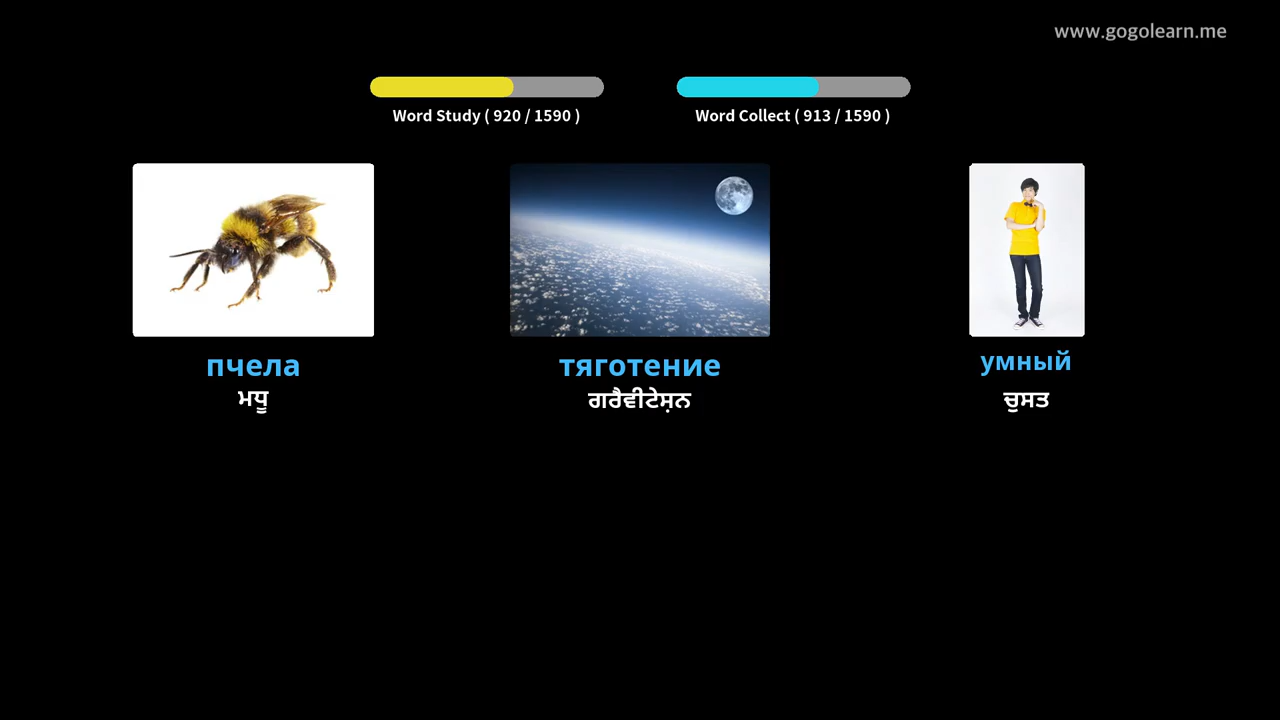 www.gogolearn.me
Word Study ( 920 / 1590 )
Word Collect ( 913 / 1590 )
пчела
ਮਧੂ
тяготение
ਗਰੈਵੀਟੇਸ਼ਨ
умный
ਚੁਸਤ